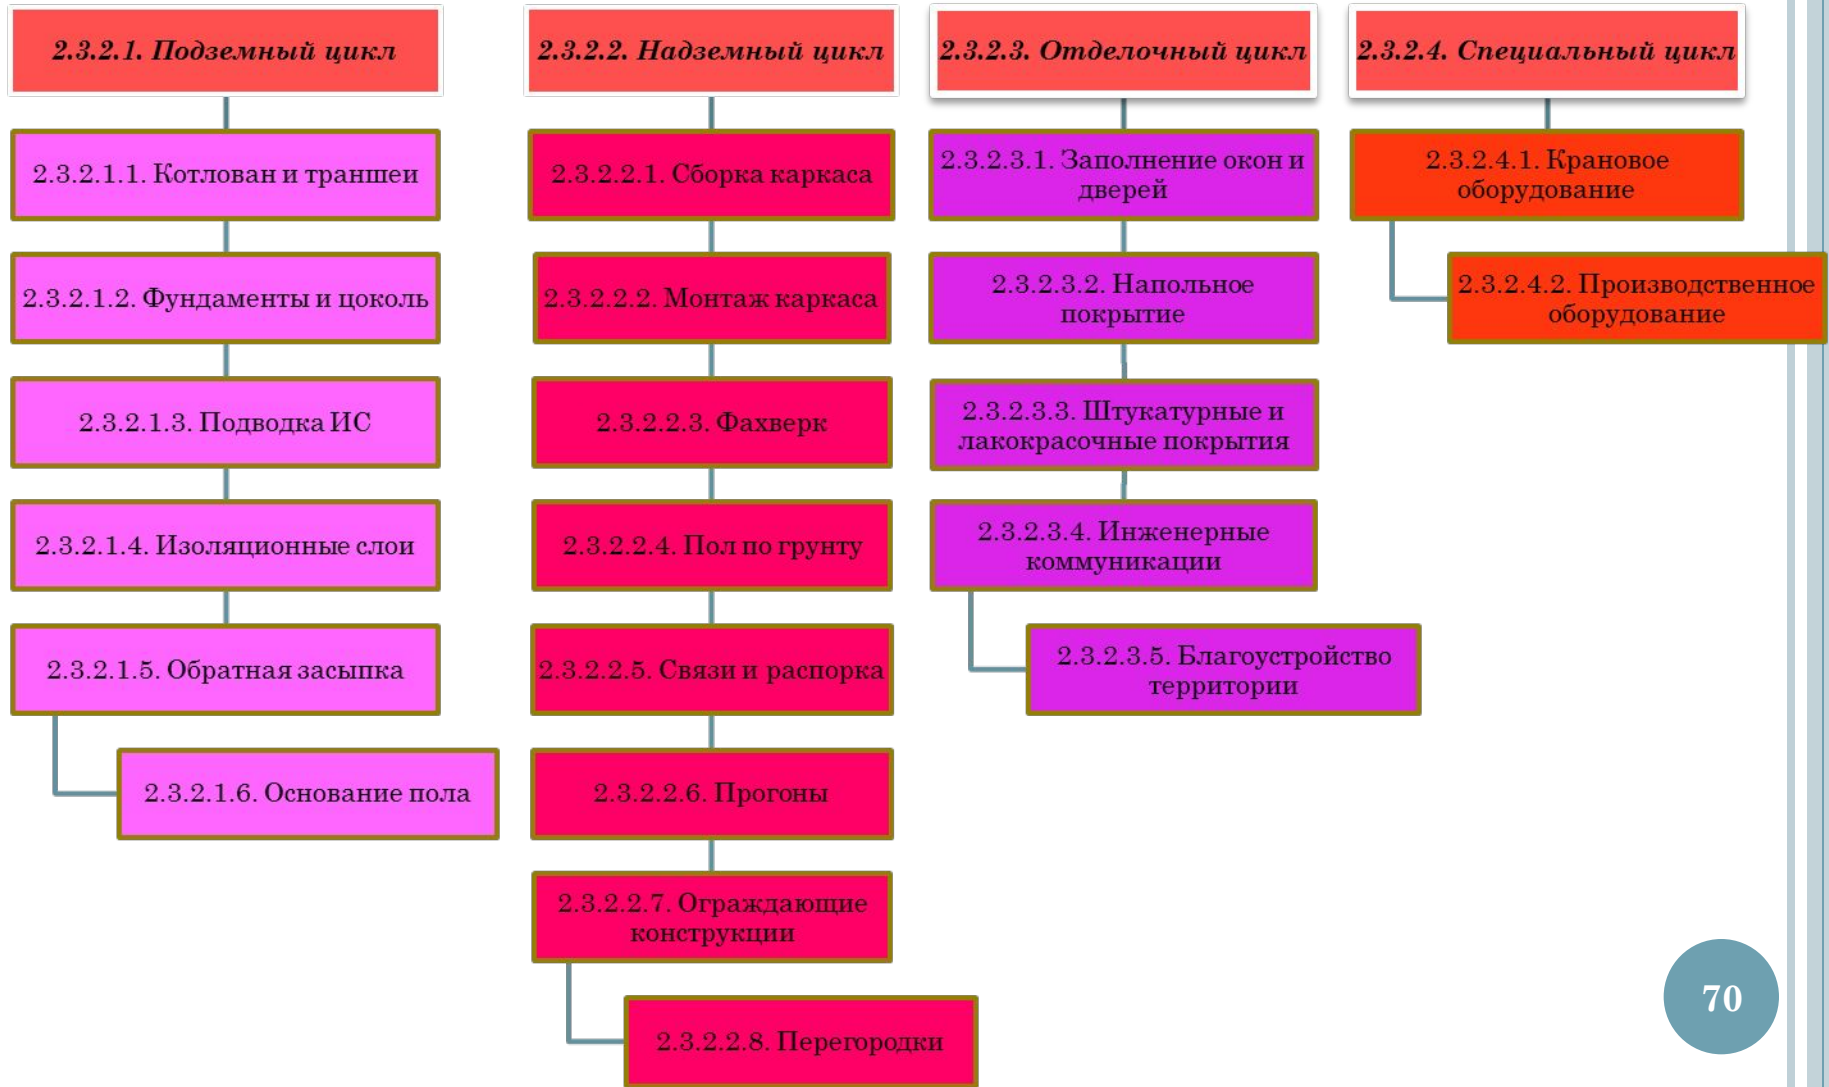 2.3.2.1. Подземный цикл
2.3.2.1.1. Котлован и траншеи
2.3.2.1.2. Фундаменты и цоколь
2.3.2.1.3. Подводка ИС
2.3.2.1.4. Изоляционные слои
2.3.2.1.5. Обратная засыпка
2.3.2.1.6. Основание пола
2.3.2.2. Надземный цикл
2.3.2.2.1. Сборка каркаса
2.3.2.2.2. Монтаж каркаса
2.3.2.2.3. Фахверк
2.3.2.2.4. Пол по грунту
2.3.2.2.5. Связи и распорка
2.3.2.2.6. Прогоны
2.3.2.2.7. Ограждающие
конструкции
2.3.2.2.8. Перегородки
2.3.2.3. Отделочный цикл
2.3.2.3.1. Заполнение окон и
дверей
2.3.2.3.2. Напольное
покрытие
2.3.2.3.3. Штукатурные и
лакокрасочные покрытия
2.3.2.3.4. Инженерные
коммуникации
2.3.2.3.5. Благоустройство
территории
2.3.2.4. Специальный цикл
2.3.2.4.1. Крановое
оборудование
2.3.2.4.2. Производственное
оборудование
70